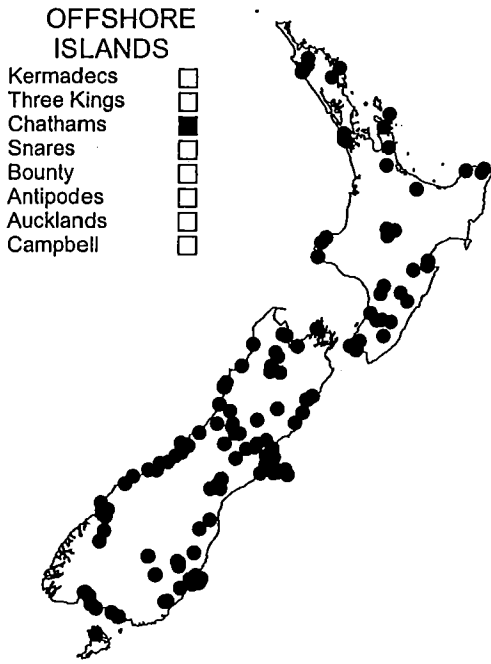 OFFSHORE
ISLANDS
Kermadecs
Three Kings
Chathams
Snares
Bounty
Antipodes
Aucklands
Campbell